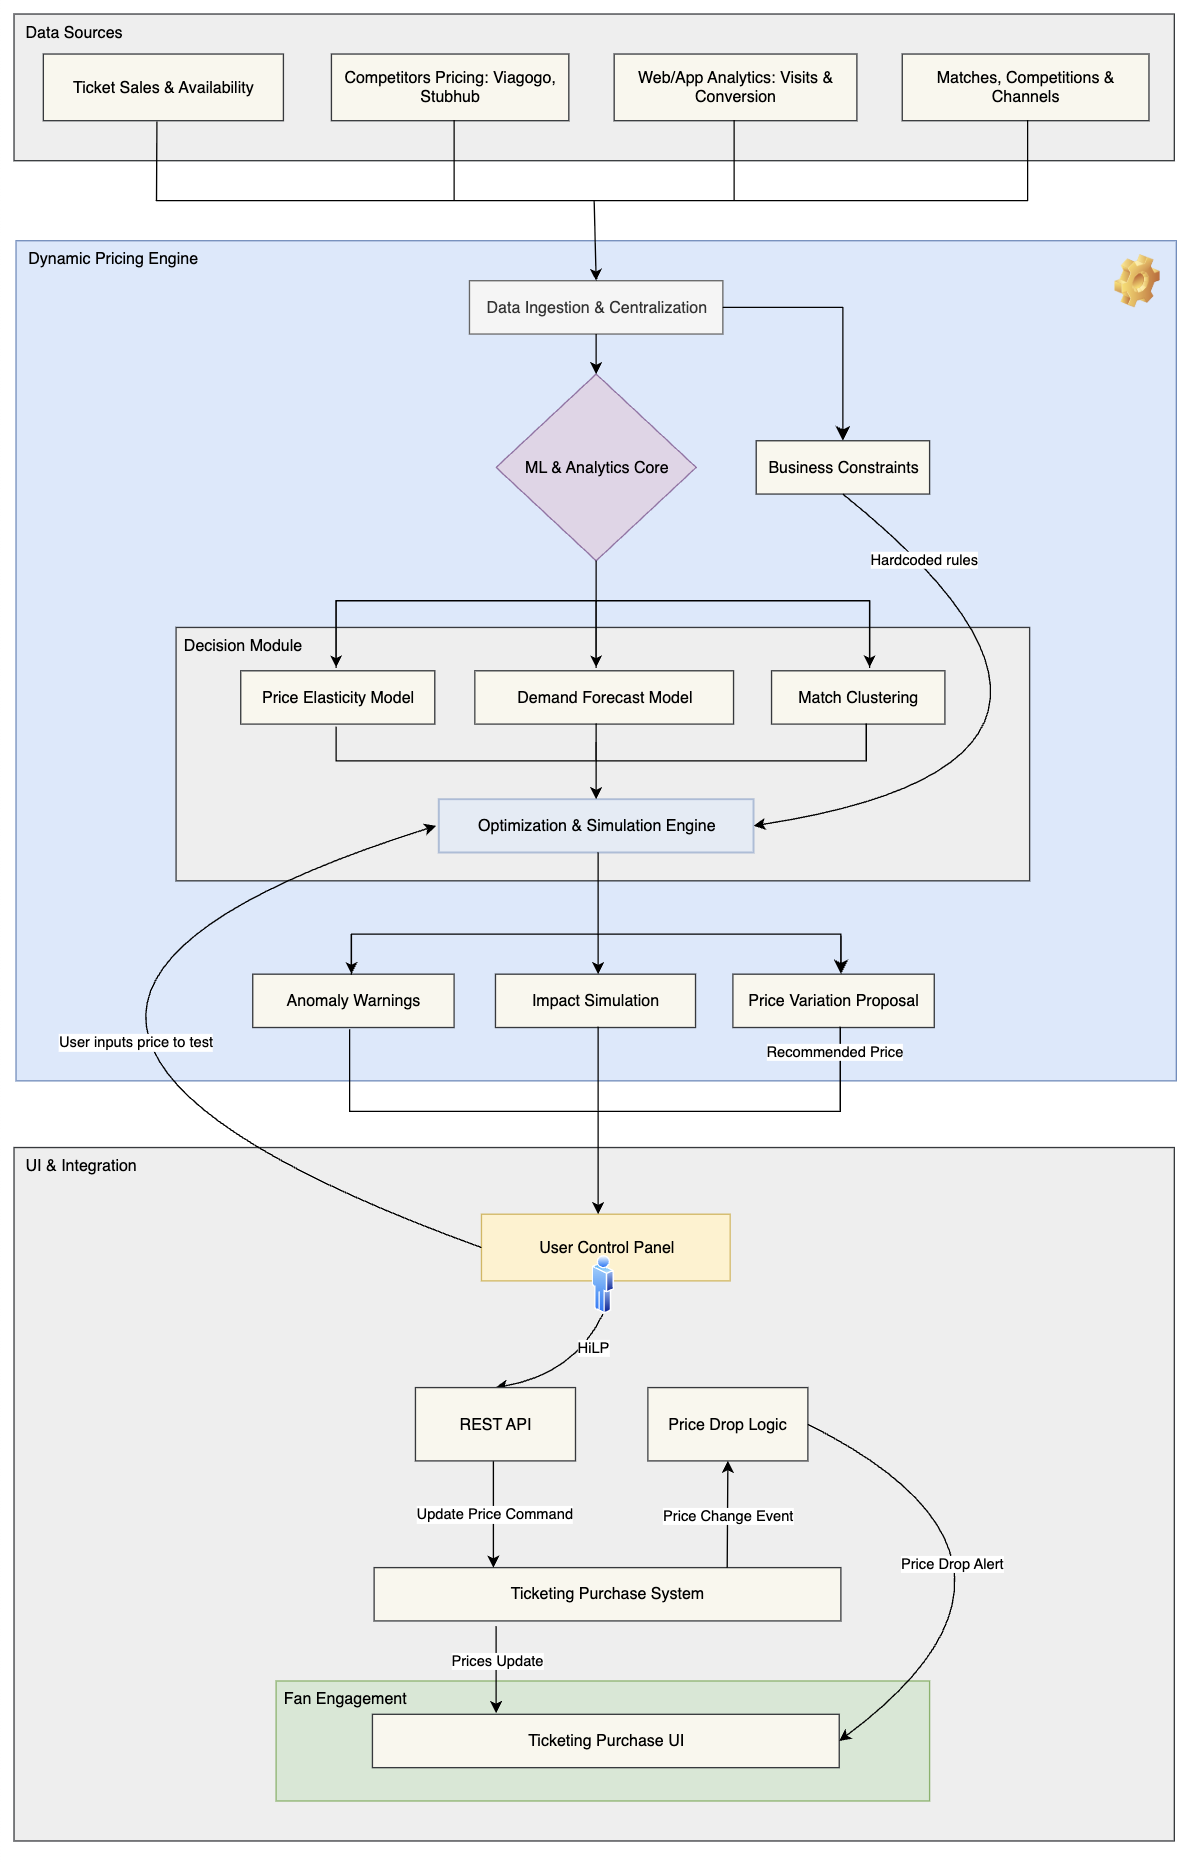 Data Sources
Ticket Sales & Availability
Competitors Pricing: Viagogo,
Stubhub
Web/App Analytics: Visits &
Conversion
Matches, Competitions &
Channels
Dynamic Pricing Engine
Data Ingestion & Centralization
ML & Analytics Core
Business Constraints
Hardcoded rules
Decision Module
Price Elasticity Model
Demand Forecast Model
Match Clustering
Optimization & Simulation Engine
Anomaly Warnings
Impact Simulation
Price Variation Proposal
User inputs price to test
Recommended Price
UI & Integration
User Control Panel
HiLP
REST API
Price Drop Logic
Update Price Command
Price Change Event
Price Drop Alert
Ticketing Purchase System
Prices Update
Fan Engagement
Ticketing Purchase UI